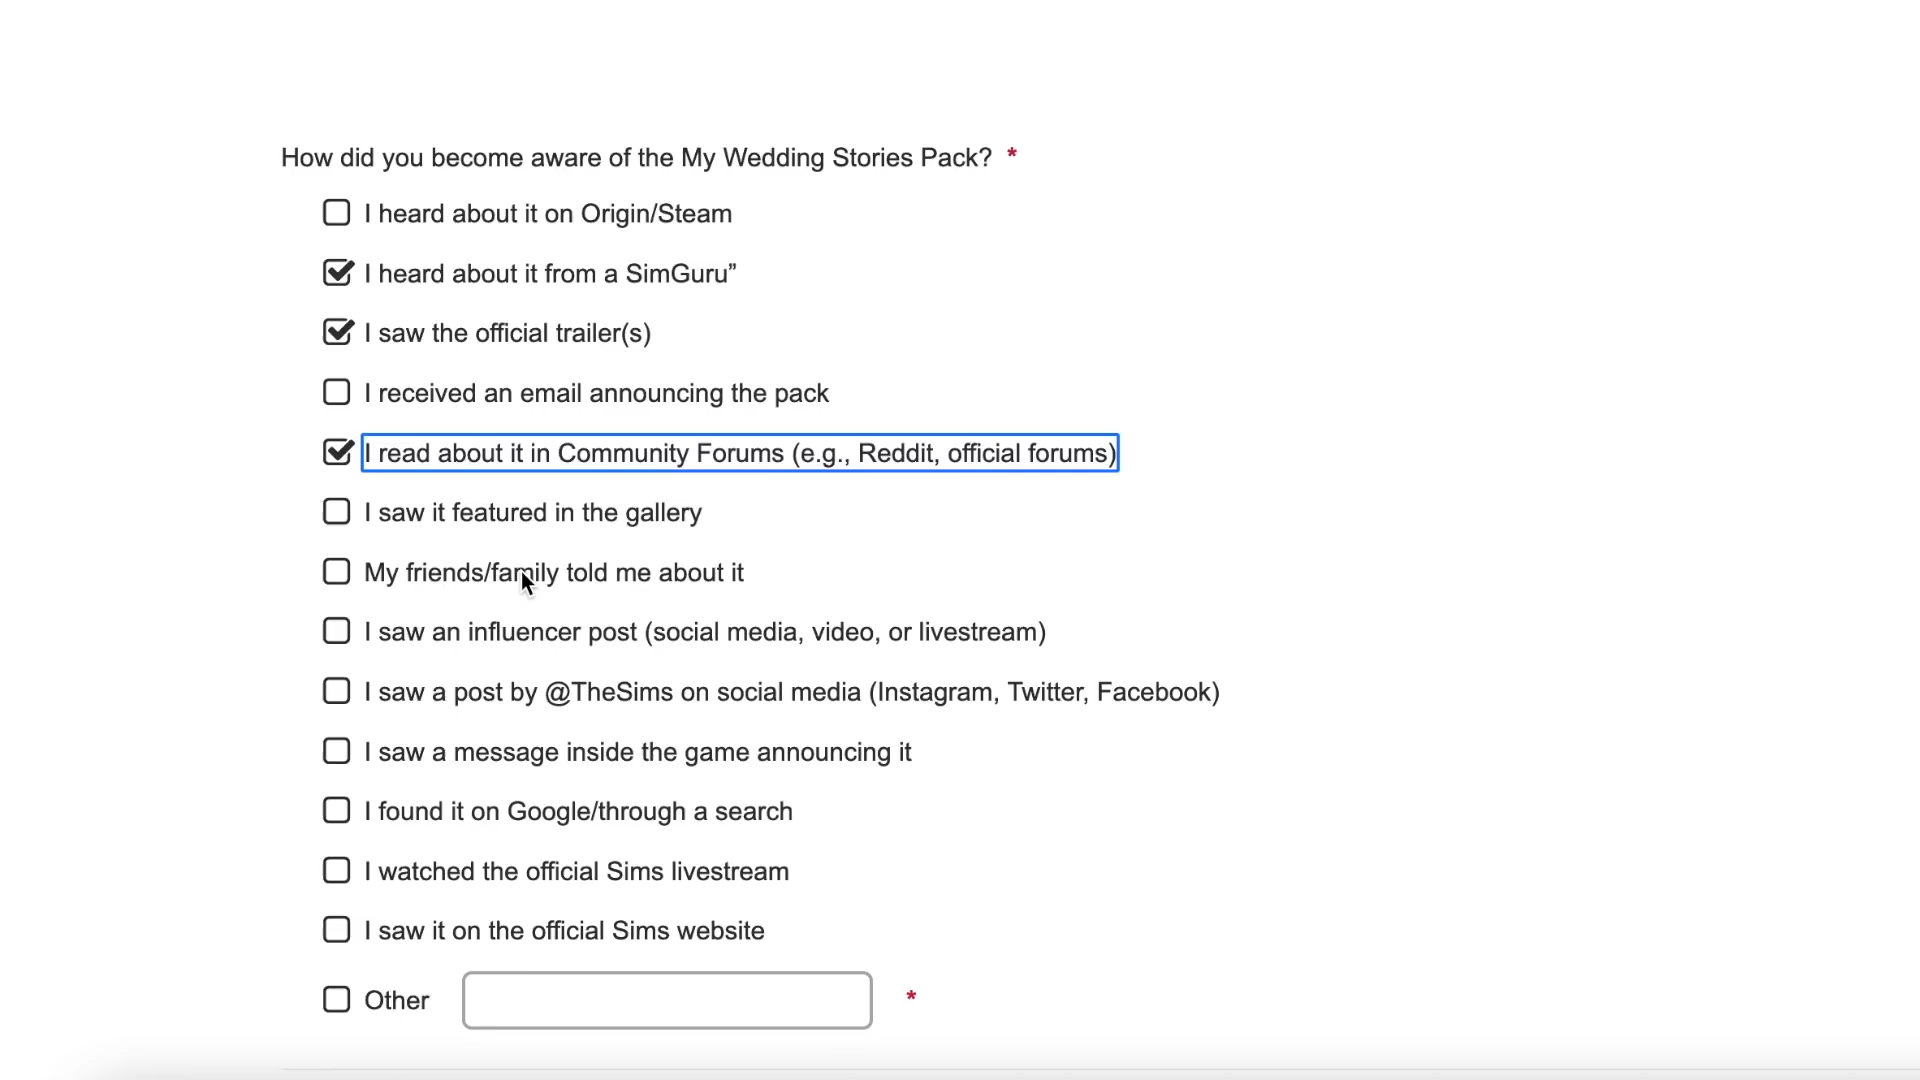 How did you become aware of the My Wedding Stories Pack? *
I heard about it on Origin/Steam
I heard about it from a SimGuru”
I saw the official trailer(s)
I received an email announcing the pack
I read about it in Community Forums (e.g., Reddit, official forums)
I saw it featured in the gallery
My friends/family told me about it
I saw an influencer post (social media, video, or livestream)
I saw a post by @TheSims on social media (Instagram, Twitter, Facebook)
I saw a message inside the game announcing it
I found it on Google/through a search
I watched the official Sims livestream
I saw it on the official Sims website
Other *